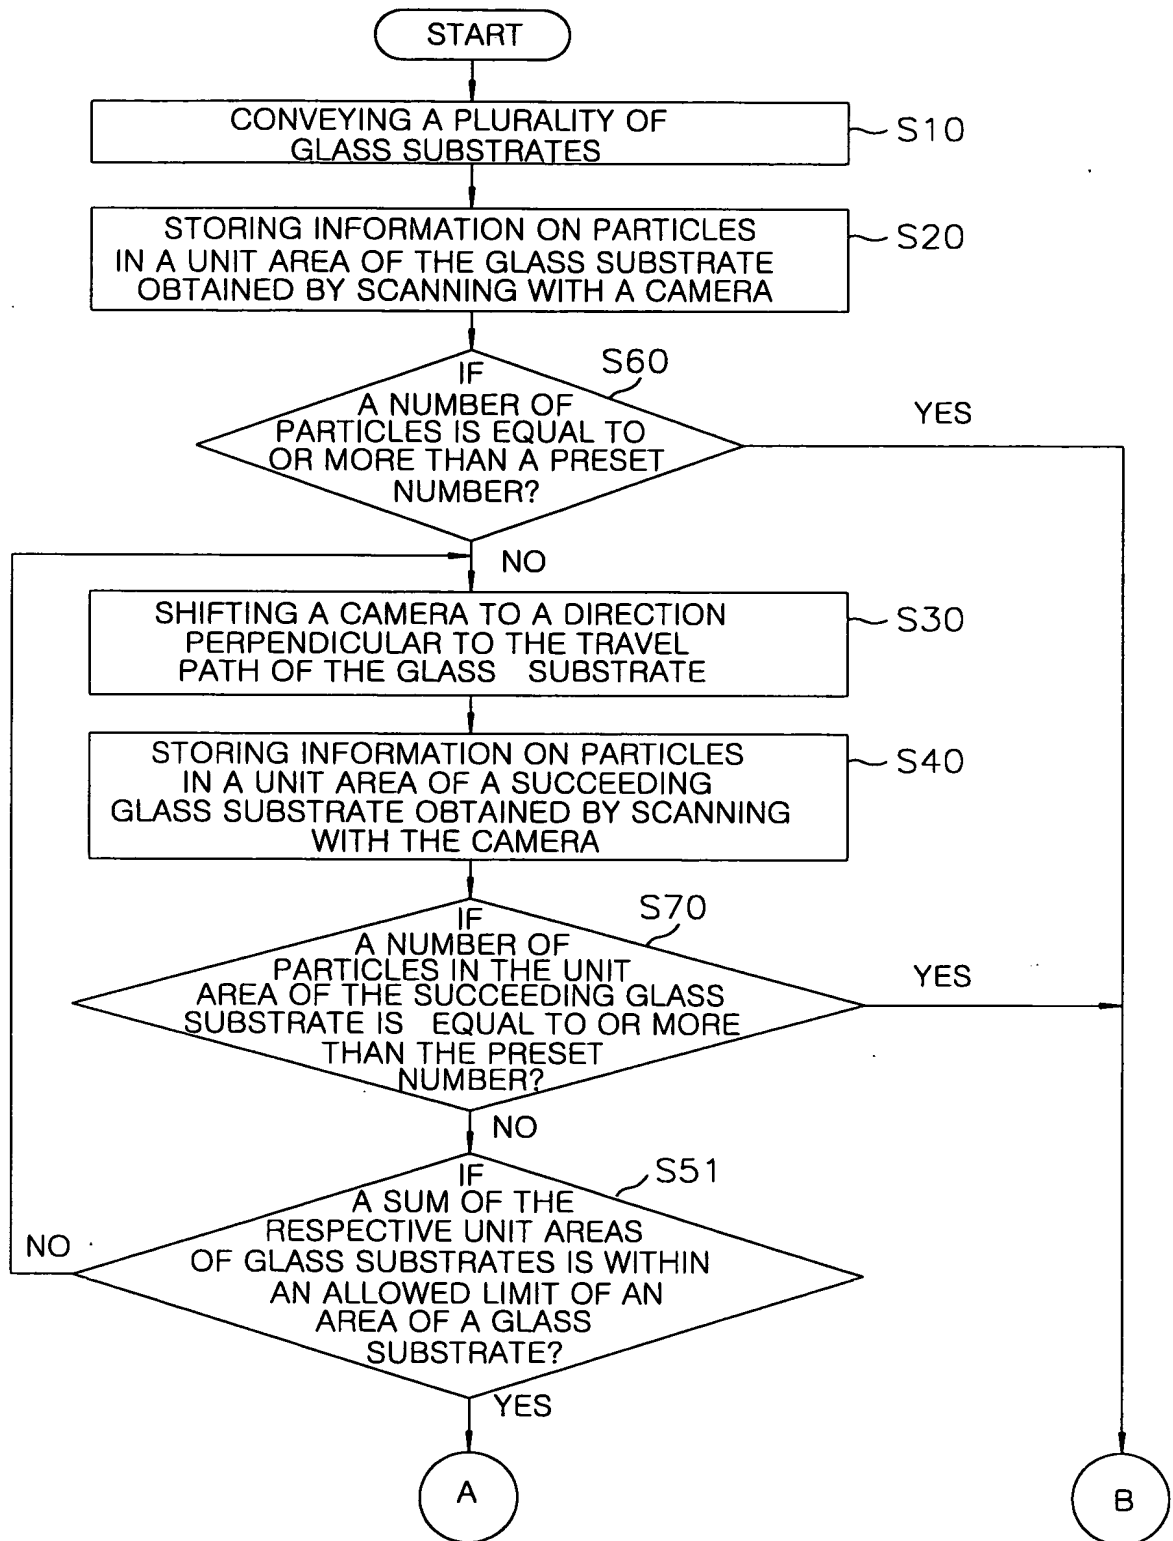 START
CONVEYING A PLURALITY OF
GLASS SUBSTRATES
S10
STORING INFORMATION ON PARTICLES
IN A UNIT AREA OF THE GLASS SUBSTRATE
OBTAINED BY SCANNING WITH A CAMERA
S20
S60
IF
A NUMBER OF
PARTICLES IS EQUAL TO
OR MORE THAN A PRESET
NUMBER?
YES
NO
SHIFTING A CAMERA TO A DIRECTION
PERPENDICULAR TO THE TRAVEL
PATH OF THE GLASS SUBSTRATE
S30
STORING INFORMATION ON PARTICLES
IN A UNIT AREA OF A SUCCEEDING
GLASS SUBSTRATE OBTAINED BY SCANNING
WITH THE CAMERA
S40
S70
IF
A NUMBER OF
PARTICLES IN THE UNIT
AREA OF THE SUCCEEDING GLASS
SUBSTRATE IS EQUAL TO OR MORE
THAN THE PRESET
NUMBER?
YES
NO
S51
IF
A SUM OF THE
RESPECTIVE UNIT AREAS
OF GLASS SUBSTRATES IS WITHIN
AN ALLOWED LIMIT OF AN
AREA OF A GLASS
SUBSTRATE?
NO
YES
A
B